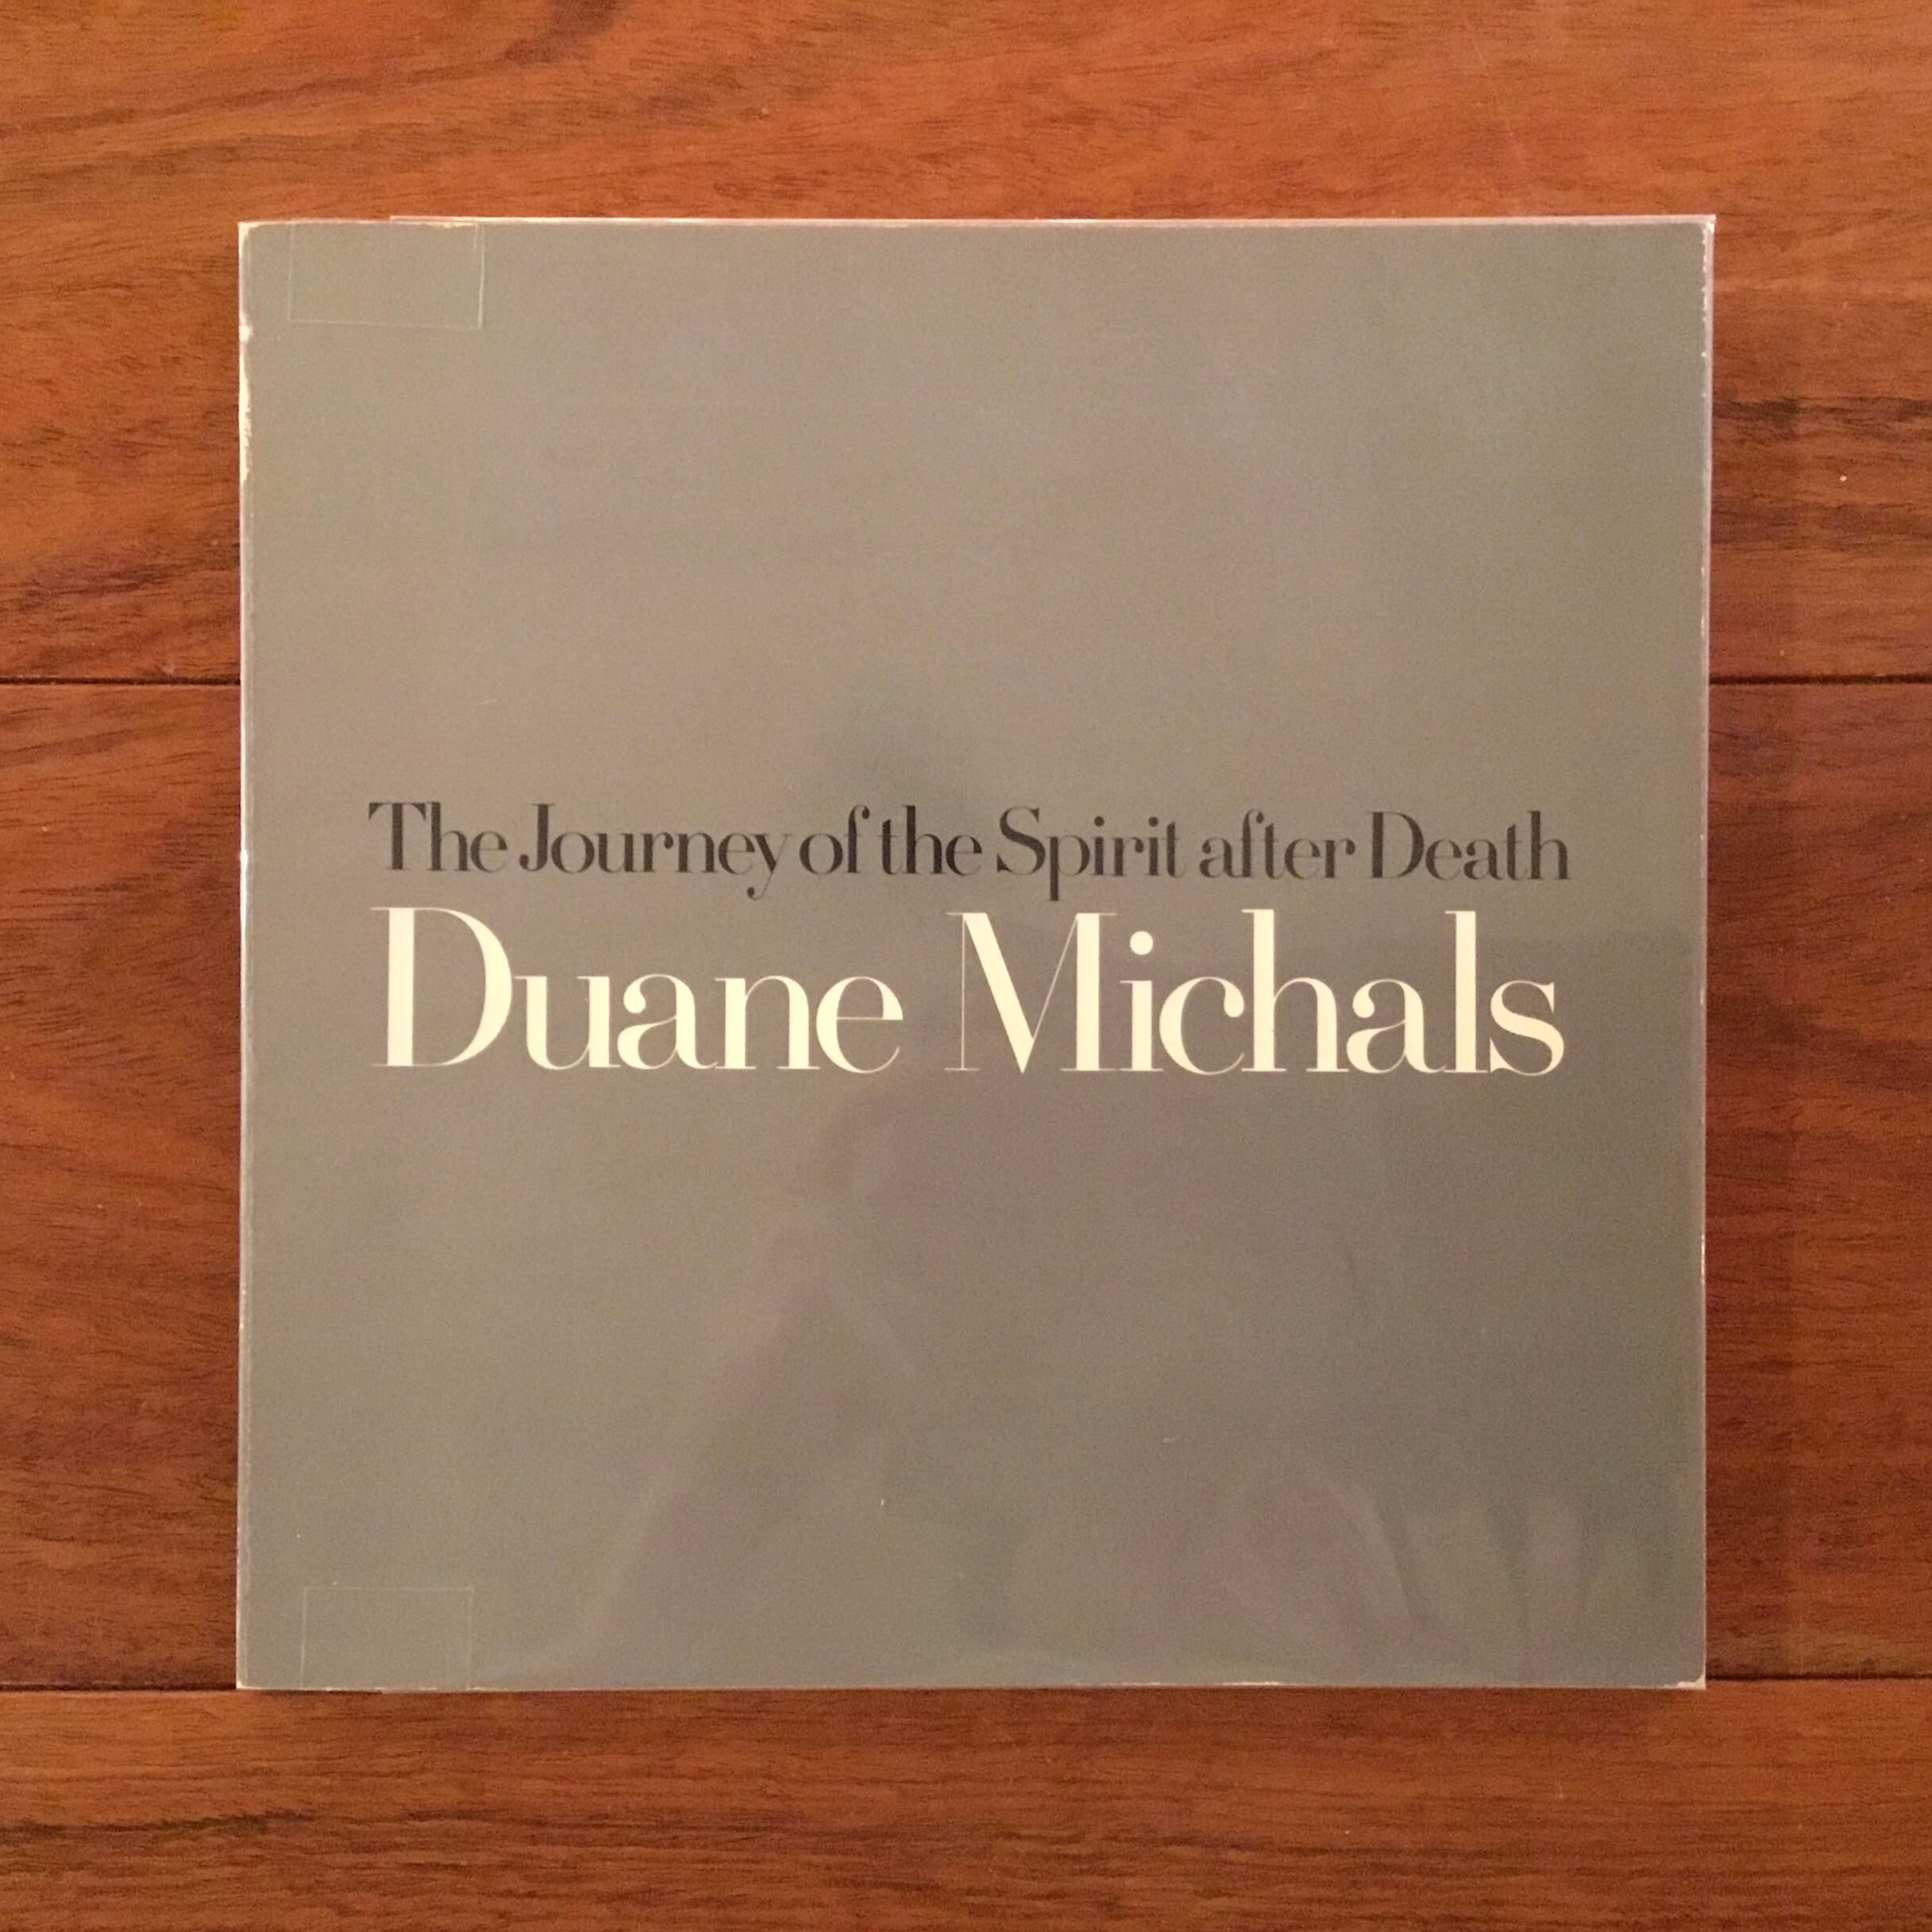 The Journey of the Spirit after Death
Duane Michals